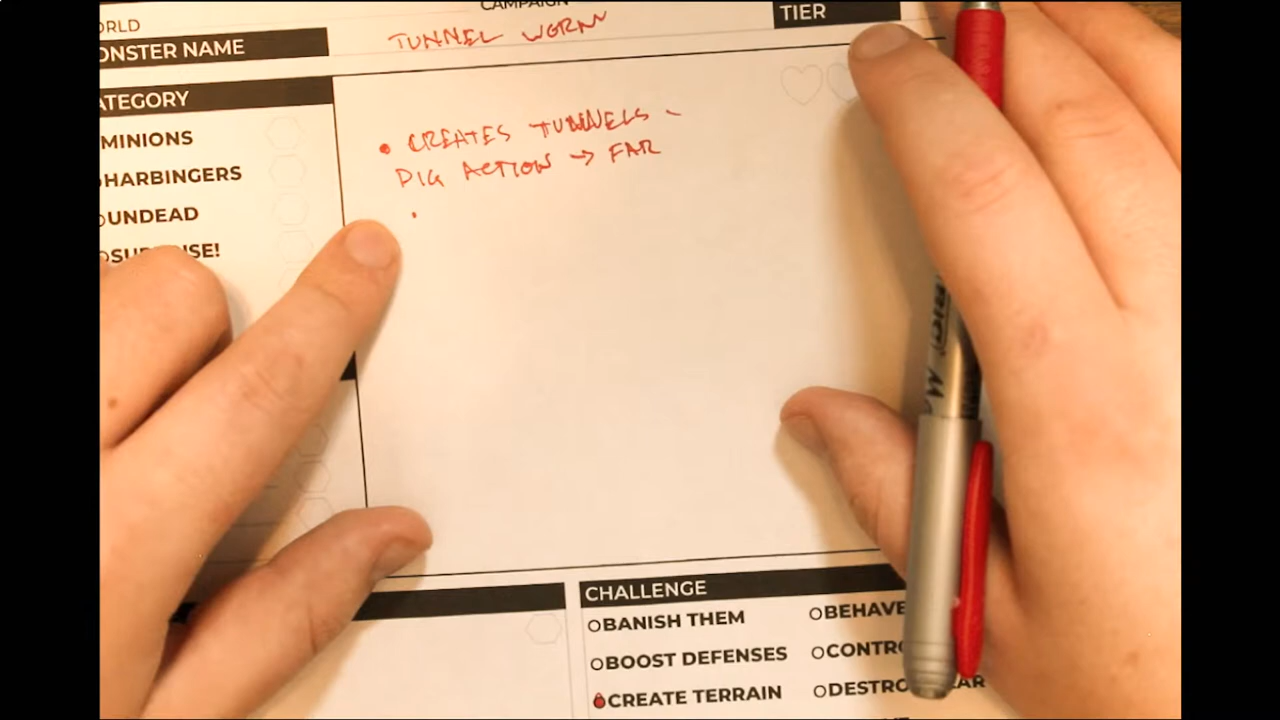 ORLD
CAMPAIGN
TIER
ONSTER NAME
TUNNEL WORM
ATEGORY
MINIONS
HARBINGERS
UNDEAD
• CREATES TUNNELS -
DIG ACTION → FAR
•
CHALLENGE
BANISH THEM
BEHAVE
BOOST DEFENSES
CONTRO
CREATE TERRAIN
DESTRO